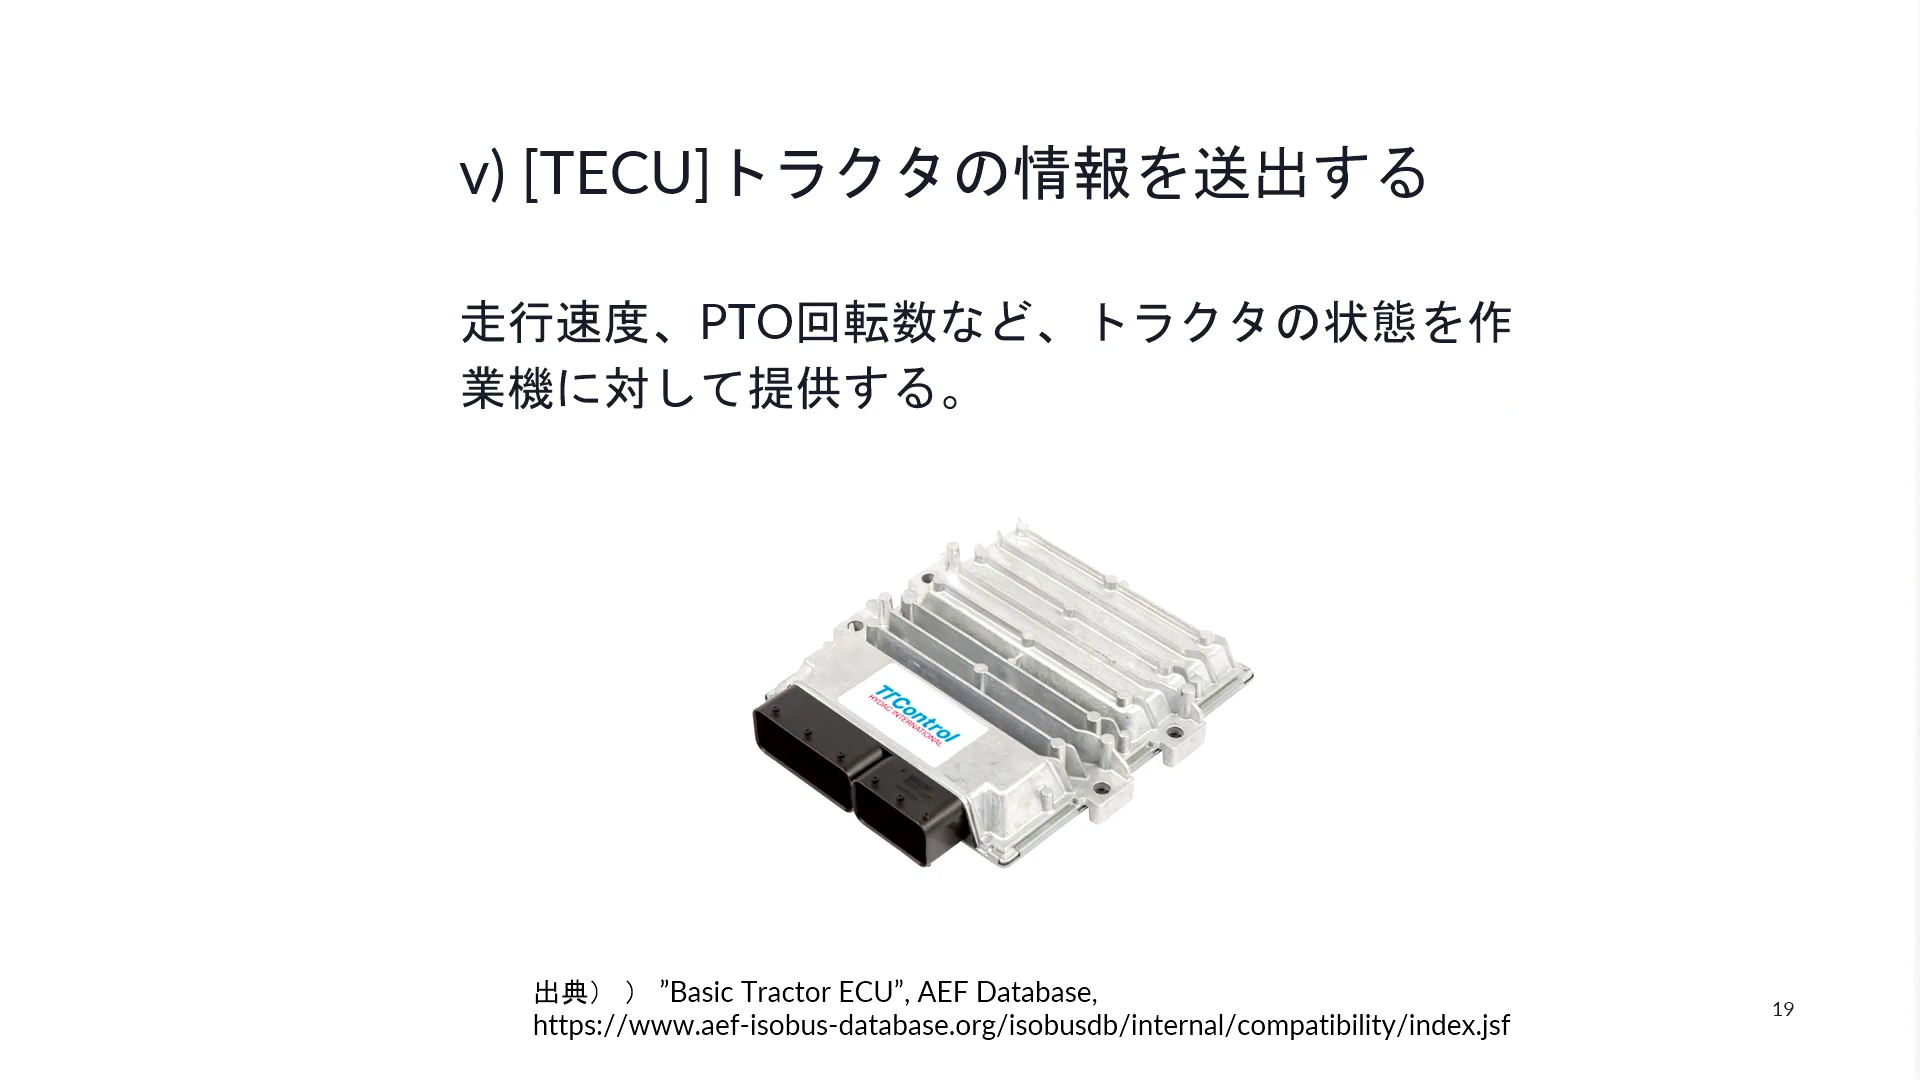 v) [TECU]トラクタの情報を送出する
走行速度、PTO回転数など、トラクタの状態を作
業機に対して提供する。
TTControl
HYDAC INTERNATIONAL
出典） ） ”Basic Tractor ECU”, AEF Database,
https://www.aef-isobus-database.org/isobusdb/internal/compatibility/index.jsf
19